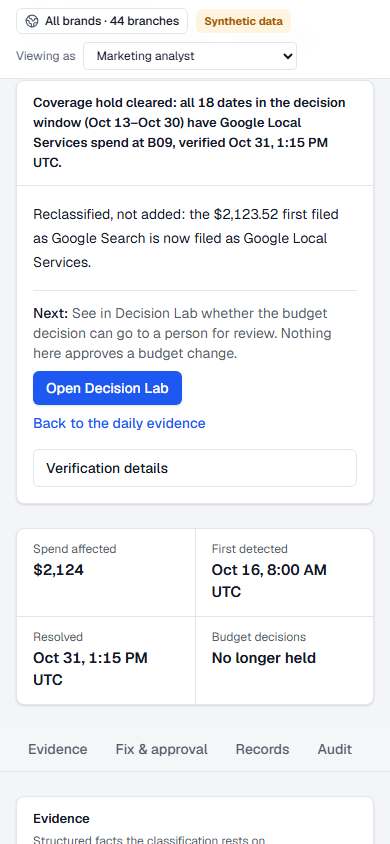 All brands · 44 branches
Synthetic data
Viewing as
Marketing analyst
Coverage hold cleared: all 18 dates in the decision
window (Oct 13–Oct 30) have Google Local
Services spend at B09, verified Oct 31, 1:15 PM
UTC.
Reclassified, not added: the $2,123.52 first filed
as Google Search is now filed as Google Local
Services.
Next: See in Decision Lab whether the budget
decision can go to a person for review. Nothing
here approves a budget change.
Open Decision Lab
Back to the daily evidence
Verification details
Spend affected
$2,124
First detected
Oct 16, 8:00 AM
UTC
Resolved
Oct 31, 1:15 PM
UTC
Budget decisions
No longer held
Evidence
Fix & approval
Records
Audit
Evidence
Structured facts the classification rests on